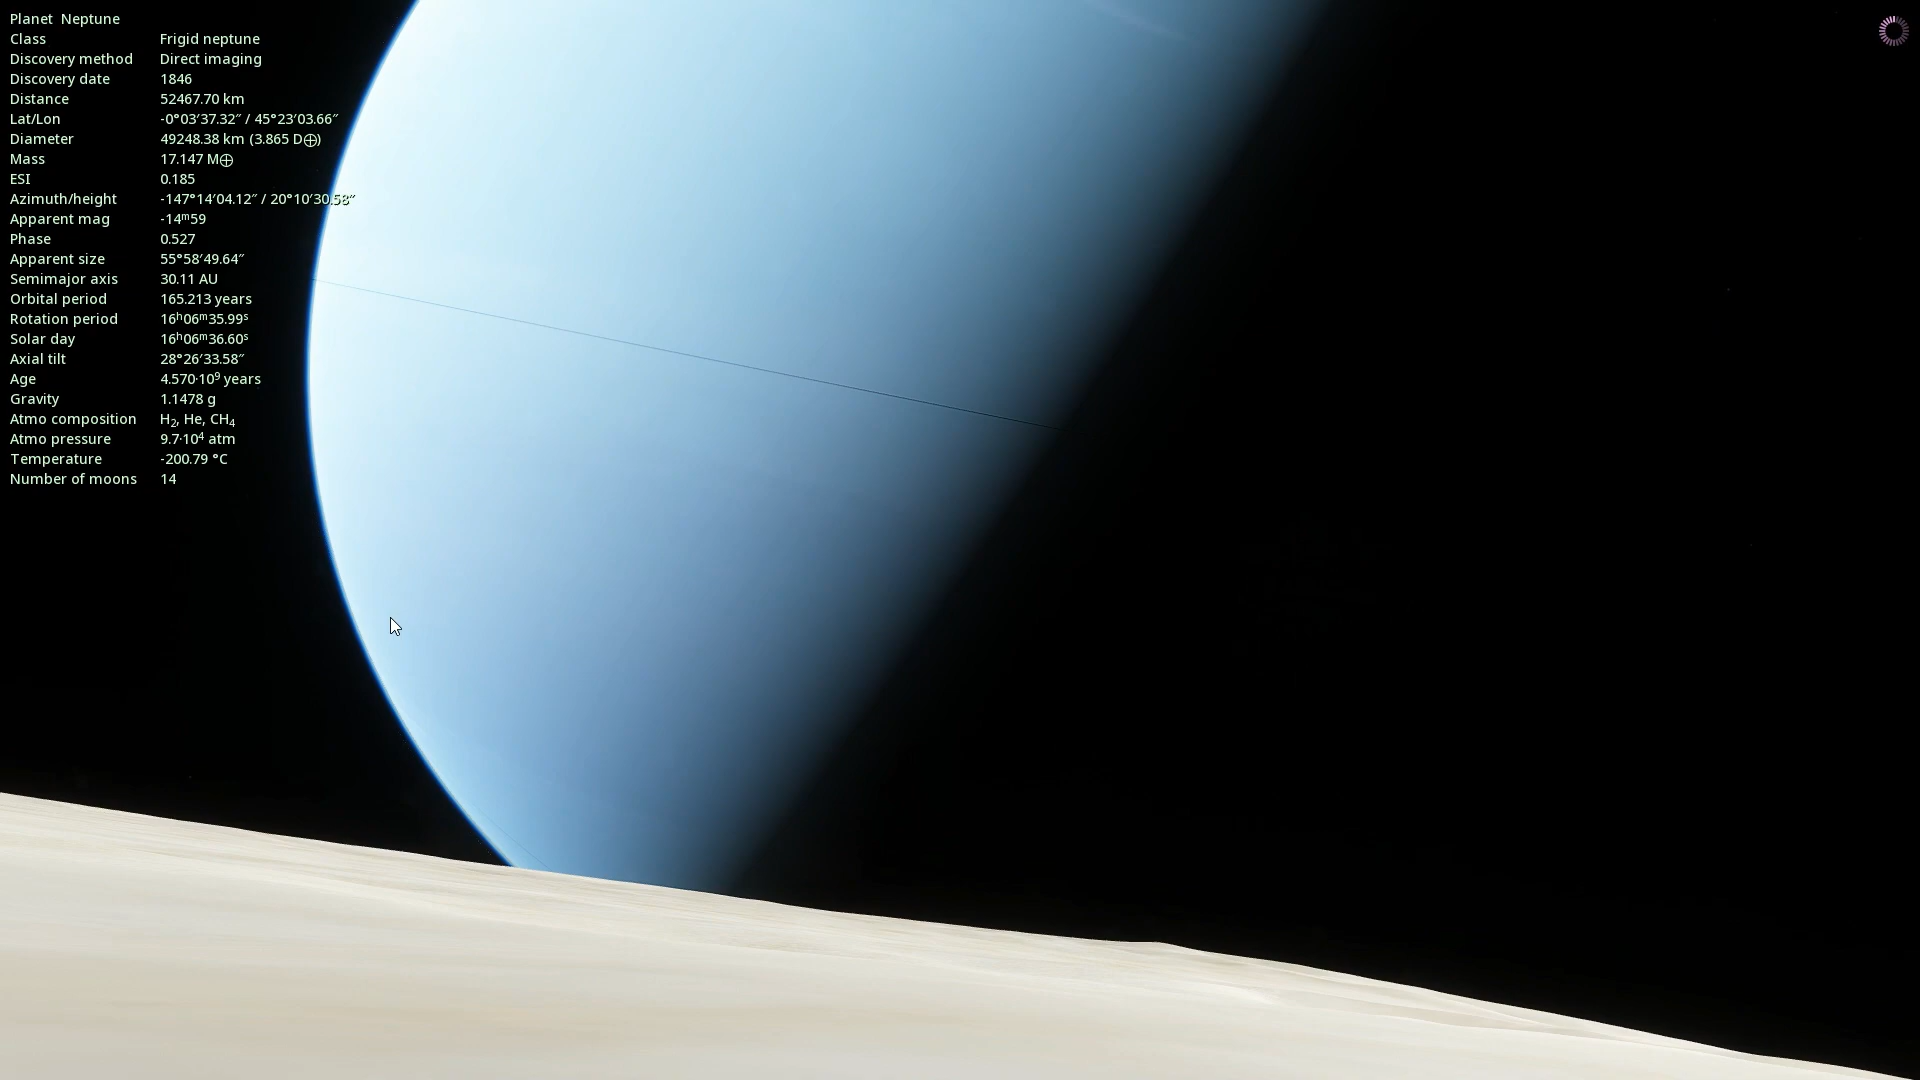 Planet Neptune
Class Frigid neptune
Discovery method Direct imaging
Discovery date 1846
Distance 52467.70 km
Lat/Lon -0°03′37.32″ / 45°23′03.66″
Diameter 49248.38 km (3.865 D⨁)
Mass 17.147 M⨁
ESI 0.185
Azimuth/height -147°14′04.12″ / 20°10′30.58″
Apparent mag -14ᵐ59
Phase 0.527
Apparent size 55°58′49.64″
Semimajor axis 30.11 AU
Orbital period 165.213 years
Rotation period 16ʰ06ᵐ35.99ˢ
Solar day 16ʰ06ᵐ36.60ˢ
Axial tilt 28°26′33.58″
Age 4.570·10⁹ years
Gravity 1.1478 g
Atmo composition H₂, He, CH₄
Atmo pressure 9.7·10⁴ atm
Temperature -200.79 °C
Number of moons 14